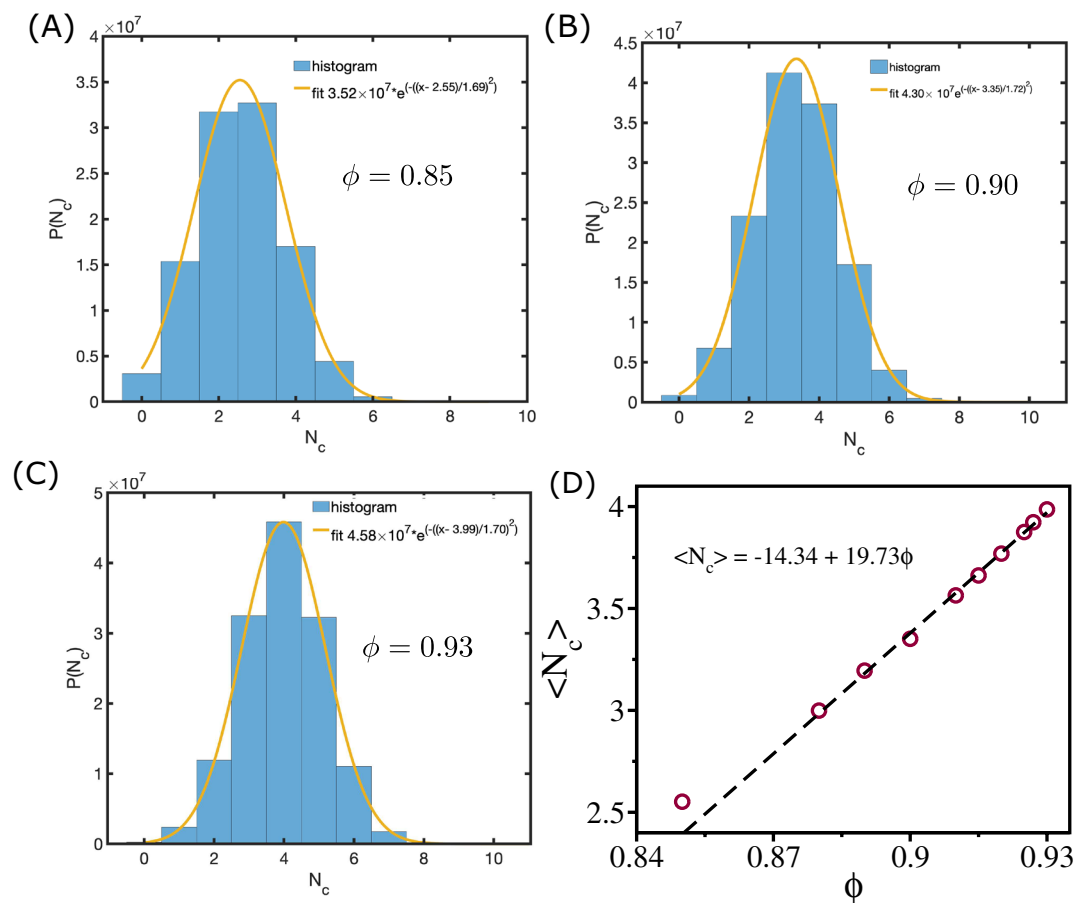 (A)
×10⁷
4
3.5
3
2.5
2
1.5
1
0.5
0
P(N_c)
histogram
fit 3.52×10⁷*e^(-((x- 2.55)/1.69)²)
ϕ = 0.85
0 2 4 6 8 10
N_c
(B)
×10⁷
4.5
4
3.5
3
2.5
2
1.5
1
0.5
0
P(N_c)
histogram
fit 4.30× 10⁷e^(-((x- 3.35)/1.72)²)
ϕ = 0.90
0 2 4 6 8 10
N_c
(C)
×10⁷
5
4
3
2
1
0
P(N_c)
histogram
fit 4.58×10⁷*e^(-((x- 3.99)/1.70)²)
ϕ = 0.93
0 2 4 6 8 10
N_c
(D)
4
3.5
3
2.5
<N_c>
<N_c> = -14.34 + 19.73ϕ
0.84 0.87 0.9 0.93
ϕ